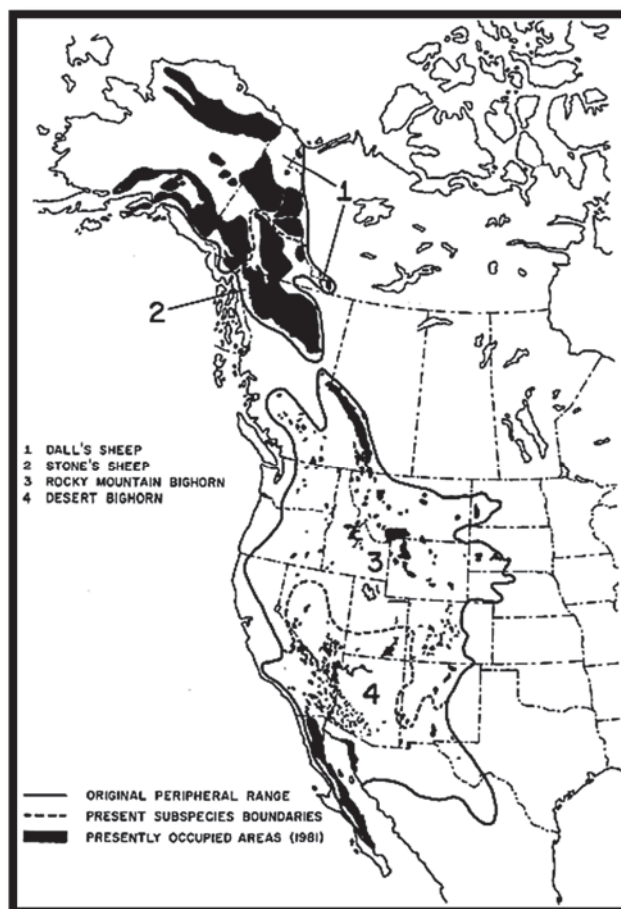 1
2
1 DALL'S SHEEP
2 STONE'S SHEEP
3 ROCKY MOUNTAIN BIGHORN
4 DESERT BIGHORN
3
4
ORIGINAL PERIPHERAL RANGE
PRESENT SUBSPECIES BOUNDARIES
PRESENTLY OCCUPIED AREAS (1981)